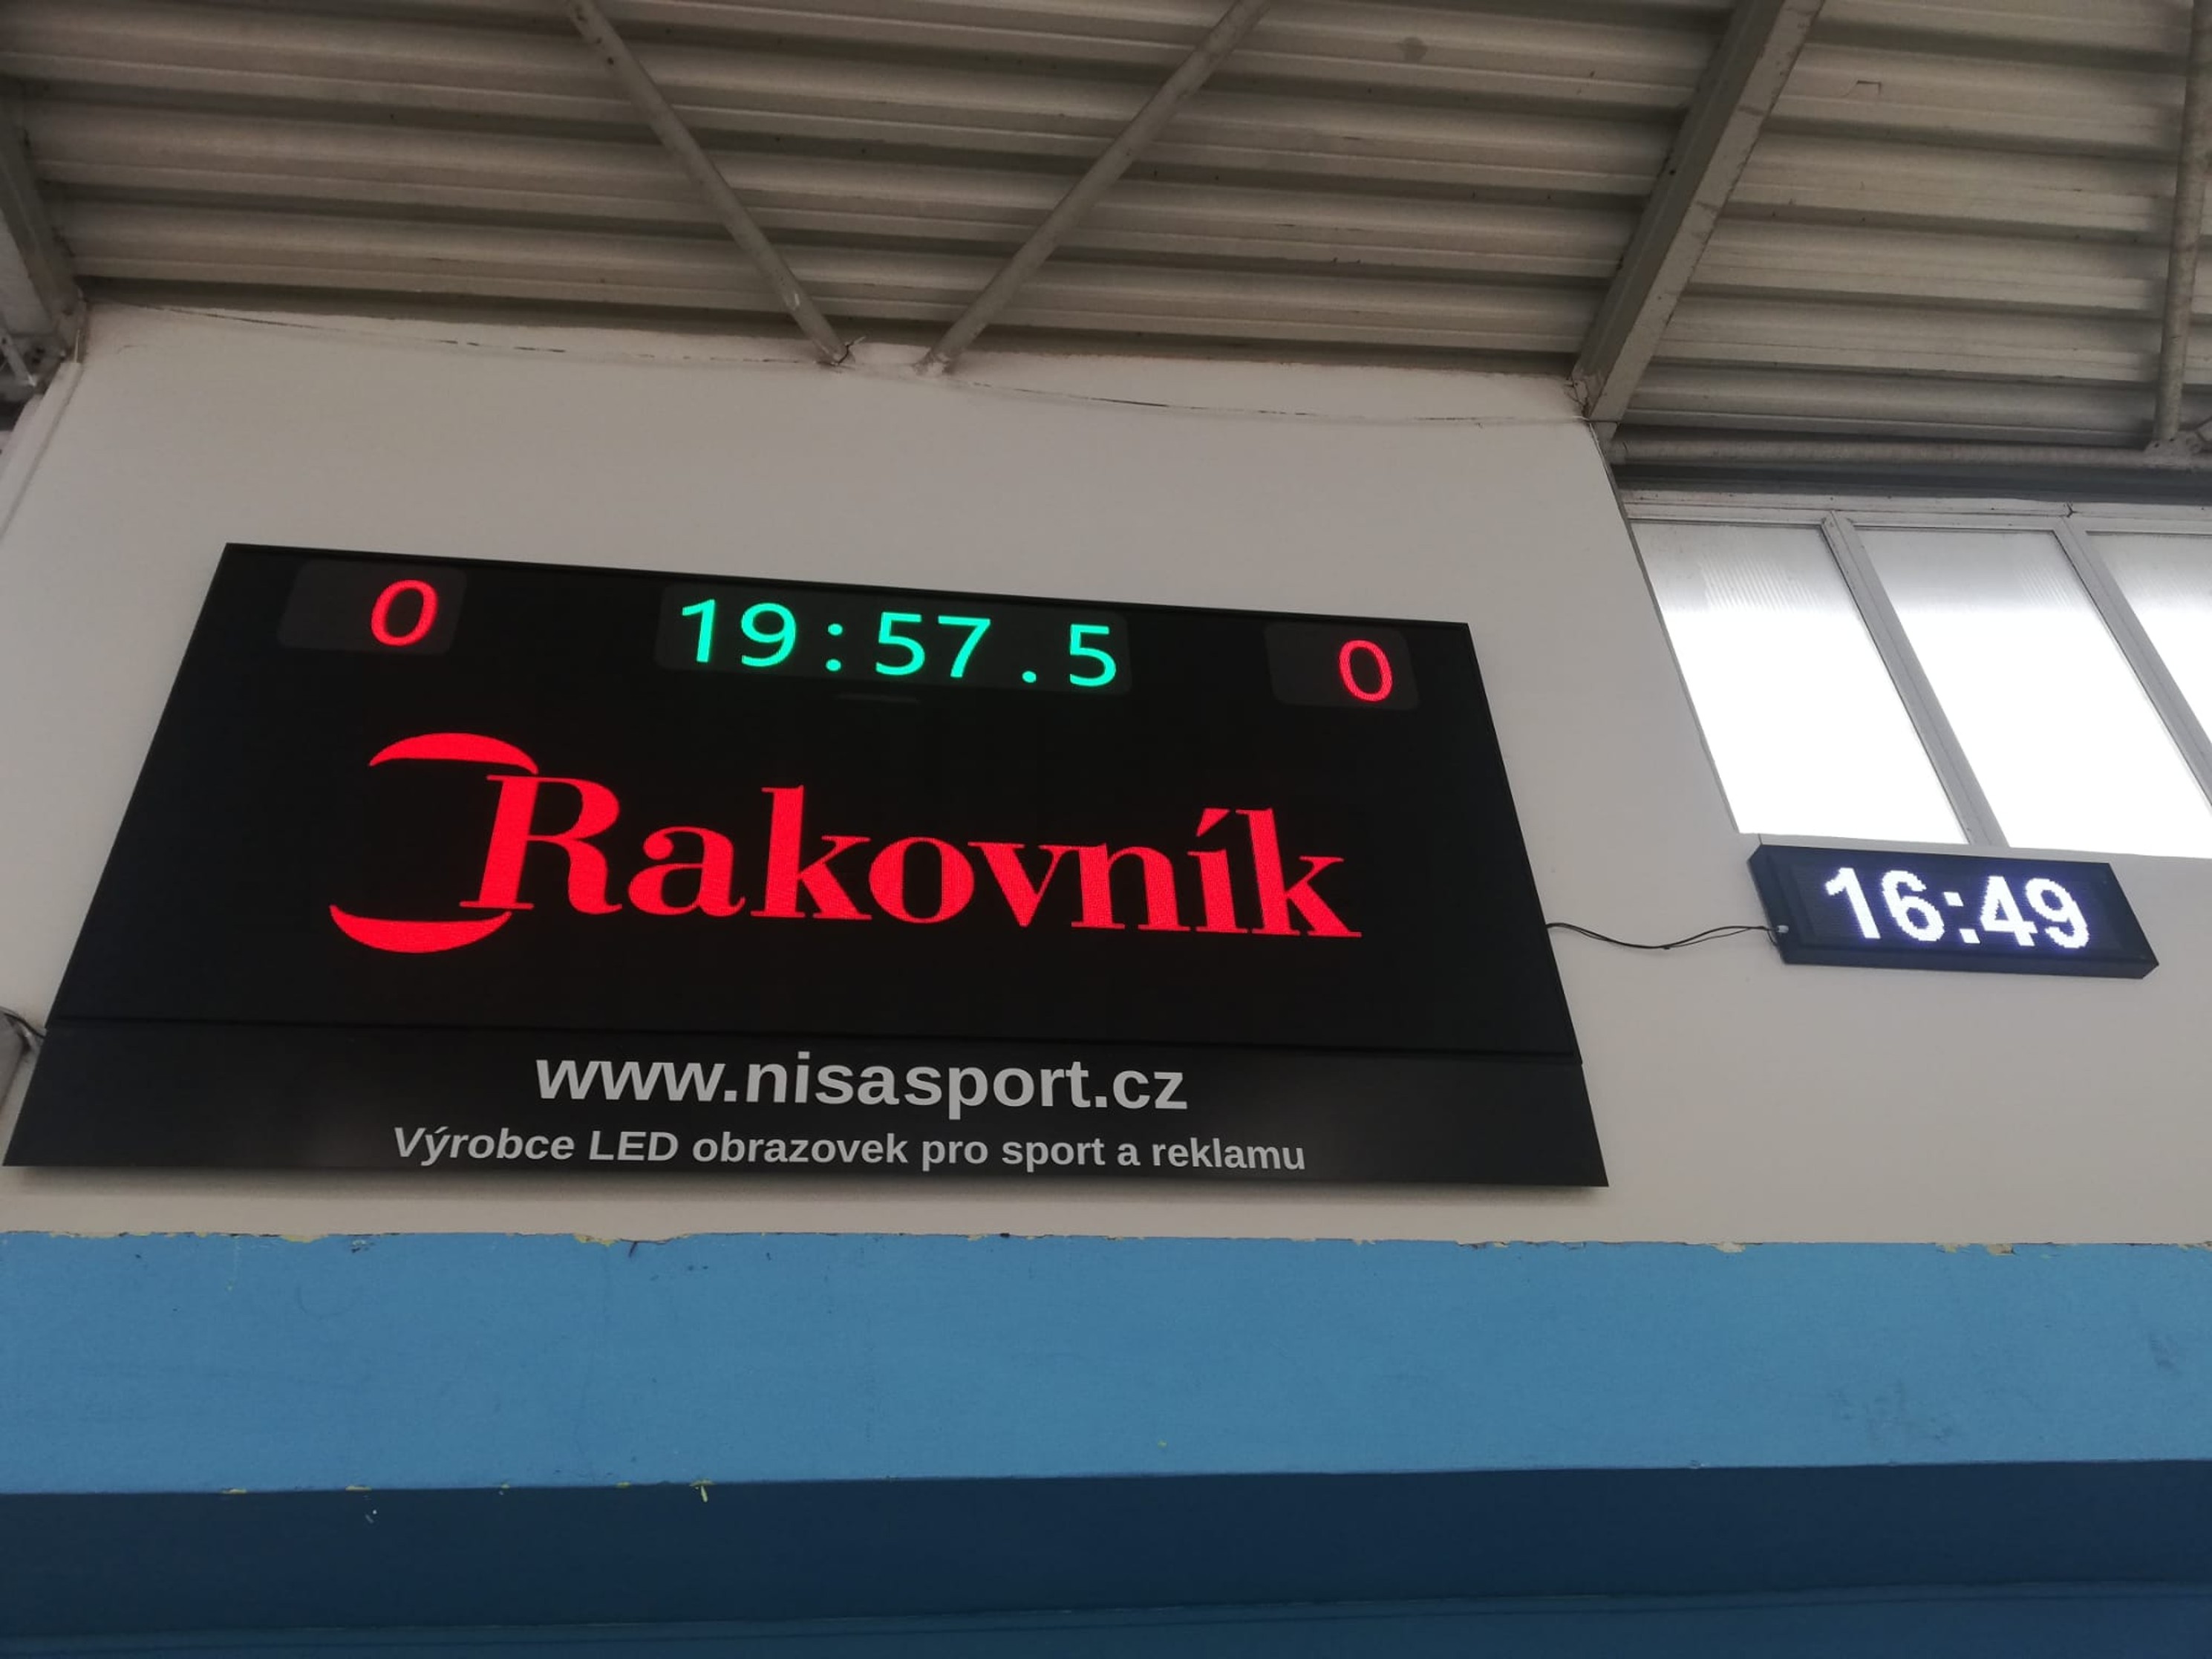 0 19:57.5 0
Rakovník
16:49
www.nisasport.cz
Výrobce LED obrazovek pro sport a reklamu